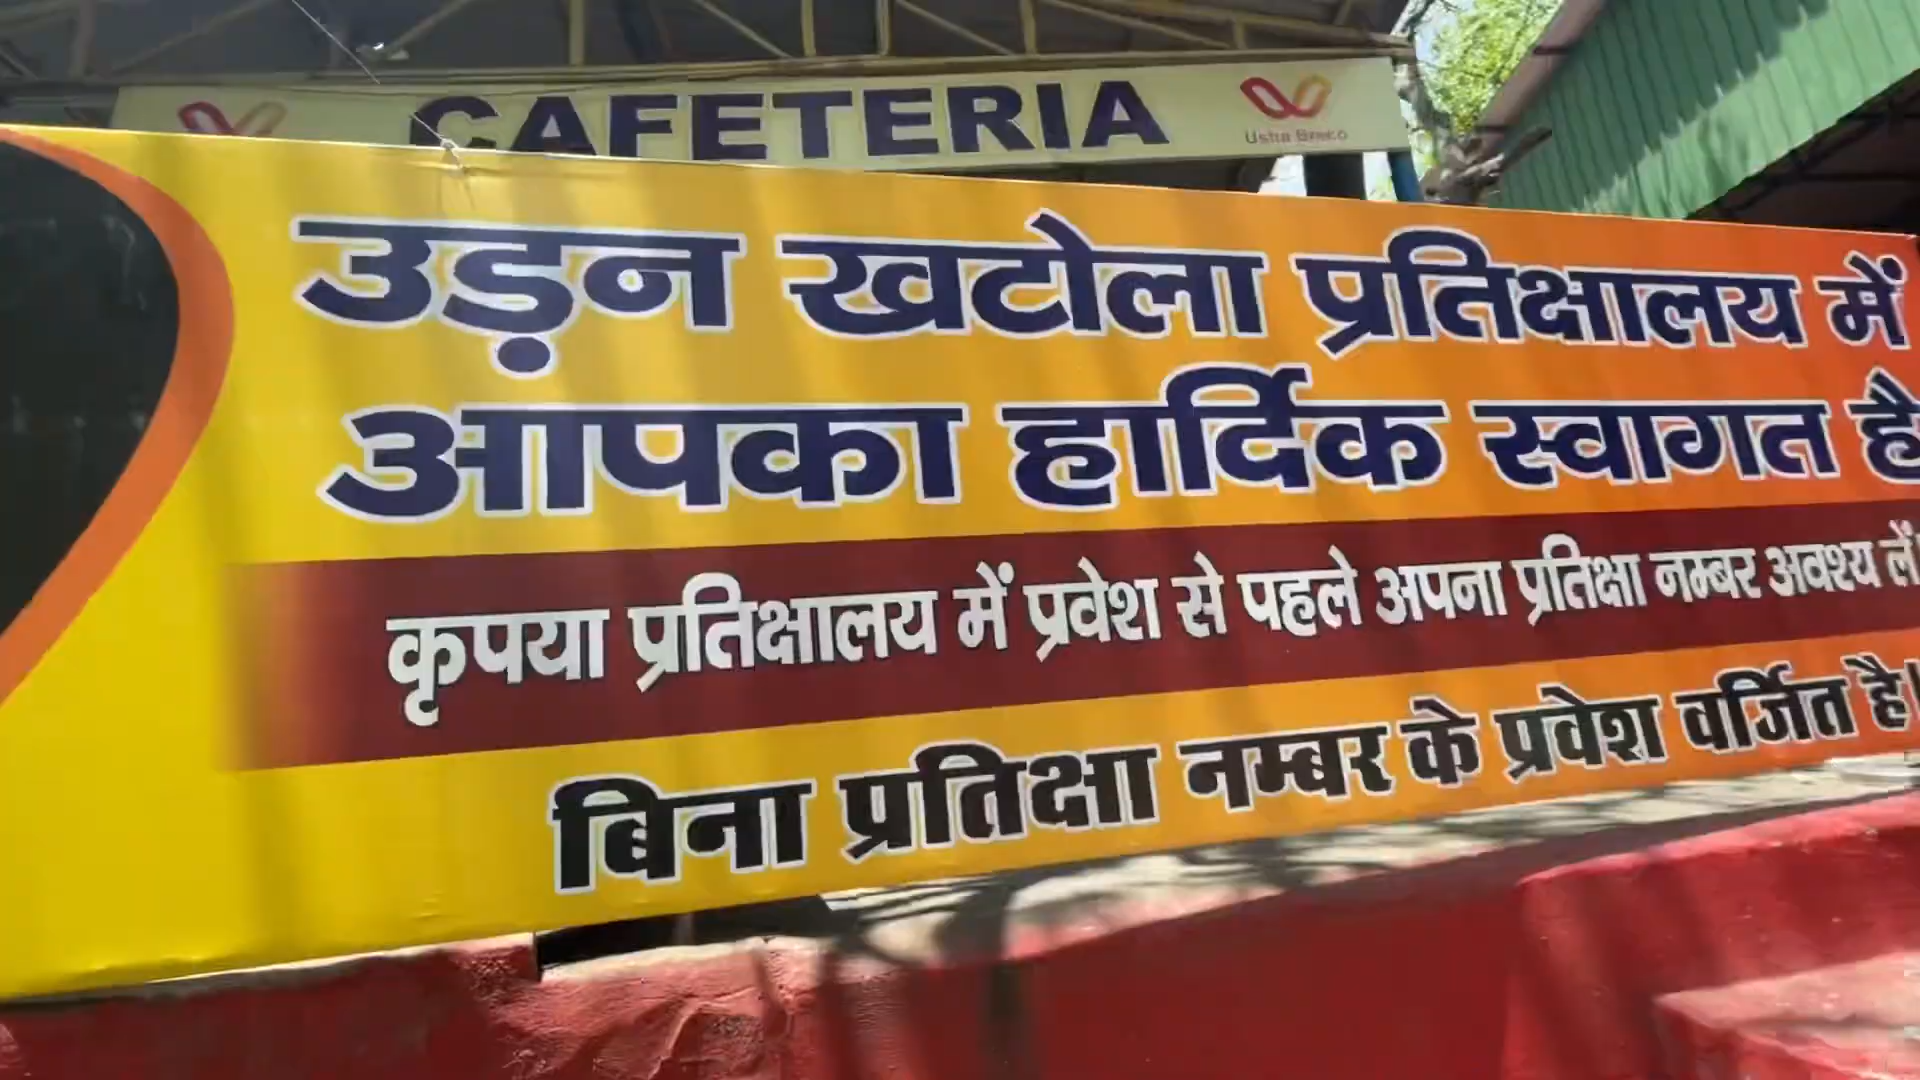 CAFETERIA
Usha Breco
उड़न खटोला प्रतिक्षालय में
आपका हार्दिक स्वागत है
कृपया प्रतिक्षालय में प्रवेश से पहले अपना प्रतिक्षा नम्बर अवश्य लें
बिना प्रतिक्षा नम्बर के प्रवेश वर्जित है।